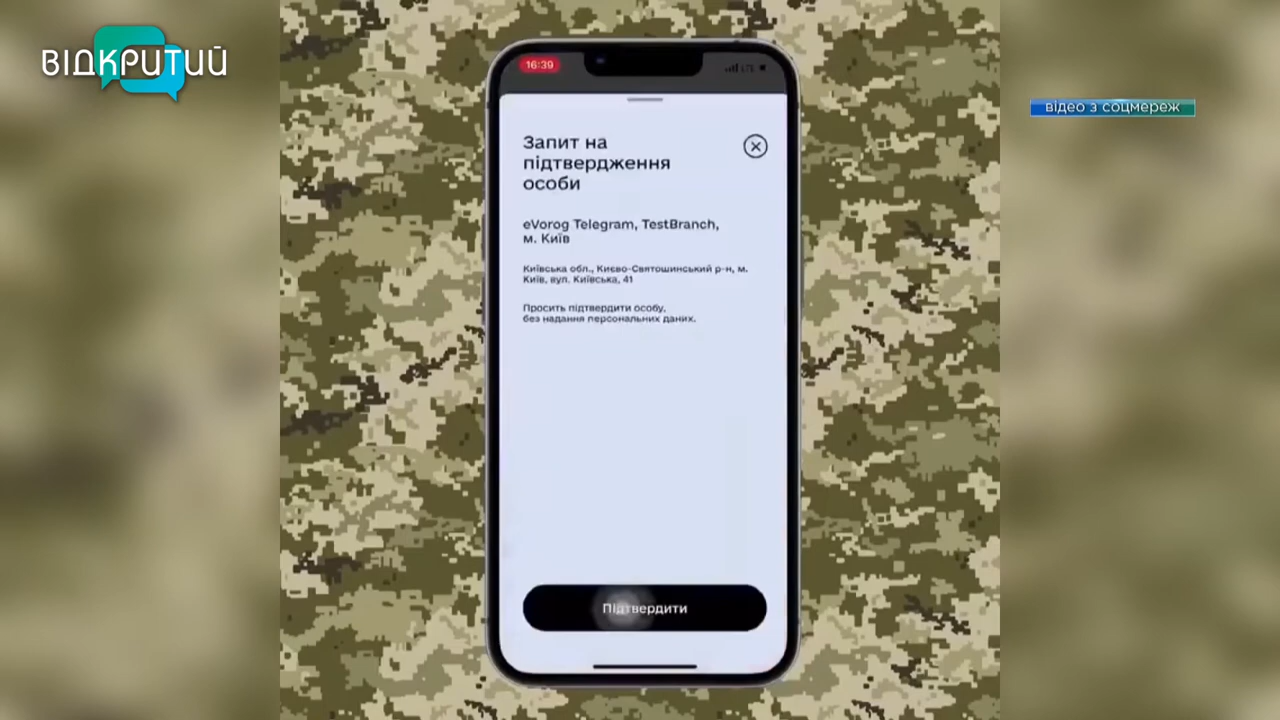 ВІДКРИТИЙ
відео з соцмереж
16:39
LTE
Запит на
підтвердження
особи
eVorog Telegram, TestBranch,
м. Київ
Київська обл., Києво-Святошинський р-н, м.
Київ, вул. Київська, 41
Просить підтвердити особу,
без надання персональних даних.
Підтвердити